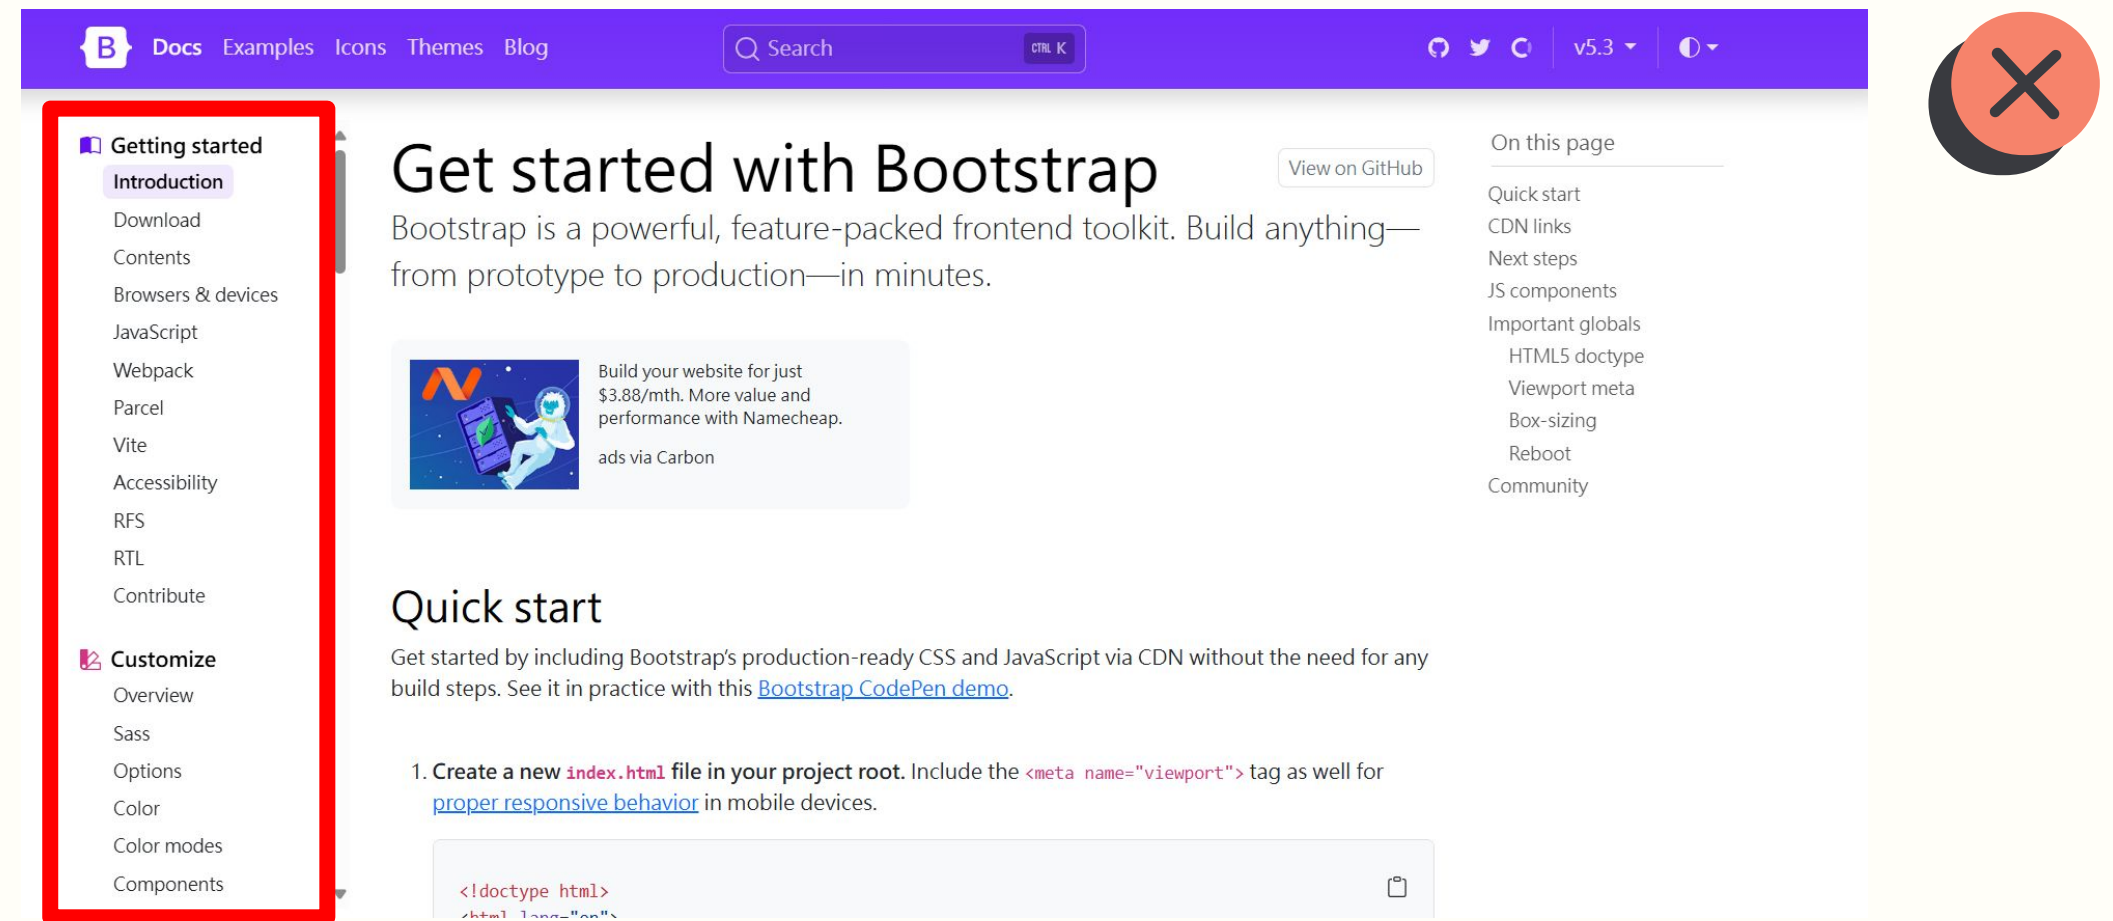 B Docs Examples Icons Themes Blog Search CTRL K v5.3
Getting started
Introduction
Download
Contents
Browsers & devices
JavaScript
Webpack
Parcel
Vite
Accessibility
RFS
RTL
Contribute
Customize
Overview
Sass
Options
Color
Color modes
Components
Get started with Bootstrap
View on GitHub
Bootstrap is a powerful, feature-packed frontend toolkit. Build anything—
from prototype to production—in minutes.
Build your website for just
$3.88/mth. More value and
performance with Namecheap.
ads via Carbon
Quick start
Get started by including Bootstrap's production-ready CSS and JavaScript via CDN without the need for any
build steps. See it in practice with this Bootstrap CodePen demo.
1. Create a new index.html file in your project root. Include the <meta name="viewport"> tag as well for
proper responsive behavior in mobile devices.
<!doctype html>
<html lang="en">
On this page
Quick start
CDN links
Next steps
JS components
Important globals
HTML5 doctype
Viewport meta
Box-sizing
Reboot
Community